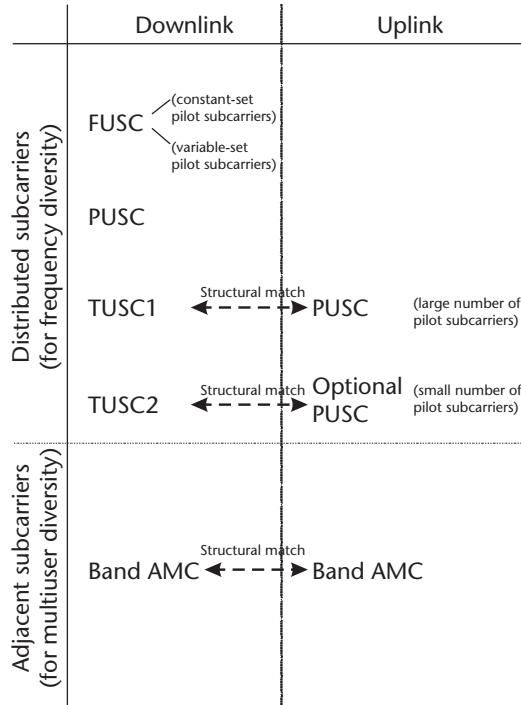 Downlink
Uplink
Distributed subcarriers
(for frequency diversity)
FUSC
(constant-set
pilot subcarriers)
(variable-set
pilot subcarriers)
PUSC
TUSC1
Structural match
PUSC
(large number of
pilot subcarriers)
TUSC2
Structural match
Optional
PUSC
(small number of
pilot subcarriers)
Adjacent subcarriers
(for multiuser diversity)
Band AMC
Structural match
Band AMC